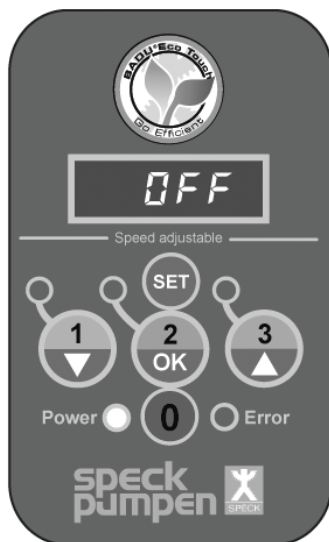 BADU®Eco Touch
Go Efficient
OFF
Speed adjustable
SET
1 2 3
OK
Power 0 Error
speck
pumpen
SPECK